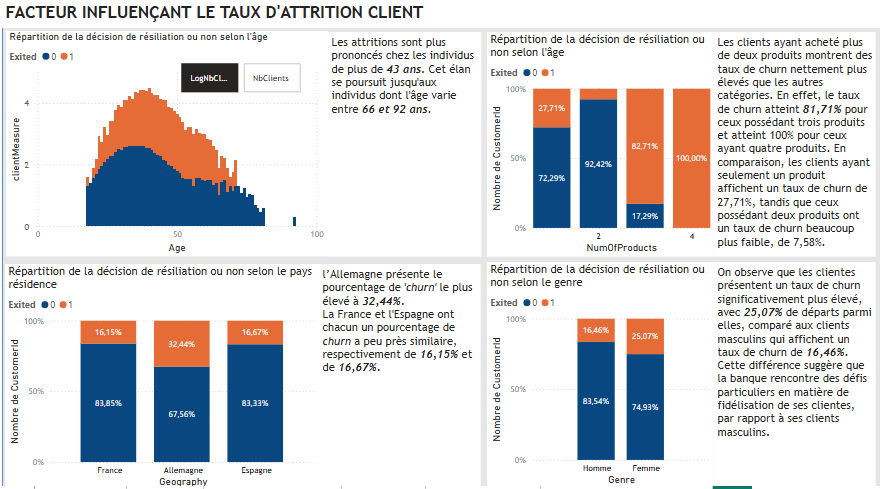 FACTEUR INFLUENÇANT LE TAUX D'ATTRITION CLIENT
Répartition de la décision de résiliation ou non selon l'âge
Exited 0 1
LogNbCl...
NbClients
clientMeasure
4
2
0
0
50
100
Age
Les attritions sont plus
prononcés chez les individus
de plus de 43 ans. Cet élan
se poursuit jusqu'aux
individus dont l'âge varie
entre 66 et 92 ans.
Répartition de la décision de résiliation ou
non selon l'âge
Exited 0 1
Nombre de CustomerId
100%
50%
0%
27,71%
72,29%
92,42%
82,71%
17,29%
100,00%
2
4
NumOfProducts
Les clients ayant acheté plus
de deux produits montrent des
taux de churn nettement plus
élevés que les autres
catégories. En effet, le taux
de churn atteint 81,71% pour
ceux possédant trois produits
et atteint 100% pour ceux
ayant quatre produits. En
comparaison, les clients ayant
seulement un produit
affichent un taux de churn de
27,71%, tandis que ceux
possédant deux produits ont
un taux de churn beaucoup
plus faible, de 7,58%.
Répartition de la décision de résiliation ou non selon le pays
résidence
Exited 0 1
Nombre de CustomerId
100%
50%
0%
16,15%
83,85%
32,44%
67,56%
16,67%
83,33%
France
Allemagne
Espagne
Geography
l'Allemagne présente le
pourcentage de 'churn' le plus
élevé à 32,44%.
La France et l'Espagne ont
chacun un pourcentage de
churn a peu près similaire,
respectivement de 16,15% et
de 16,67%.
Répartition de la décision de résiliation ou
non selon le genre
Exited 0 1
Nombre de CustomerId
100%
50%
0%
16,46%
83,54%
25,07%
74,93%
Homme
Femme
Genre
On observe que les clientes
présentent un taux de churn
significativement plus élevé,
avec 25,07% de départs parmi
elles, comparé aux clients
masculins qui affichent un
taux de churn de 16,46%.
Cette différence suggère que
la banque rencontre des défis
particuliers en matière de
fidélisation de ses clientes,
par rapport à ses clients
masculins.